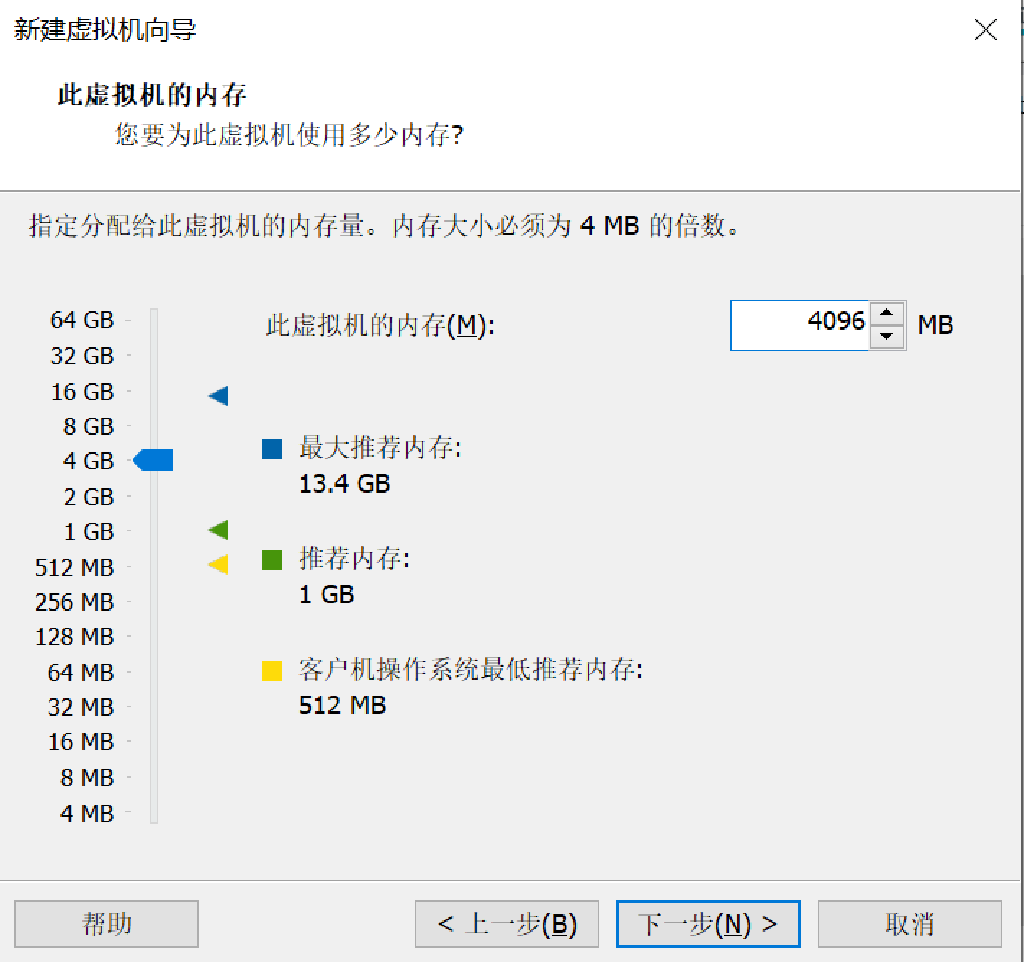 新建虚拟机向导
此虚拟机的内存
您要为此虚拟机使用多少内存?
指定分配给此虚拟机的内存量。内存大小必须为 4 MB 的倍数。
64 GB
32 GB
16 GB
8 GB
4 GB
2 GB
1 GB
512 MB
256 MB
128 MB
64 MB
32 MB
16 MB
8 MB
4 MB
此虚拟机的内存(M): 4096 MB
最大推荐内存:
13.4 GB
推荐内存:
1 GB
客户机操作系统最低推荐内存:
512 MB
帮助 < 上一步(B) 下一步(N) > 取消